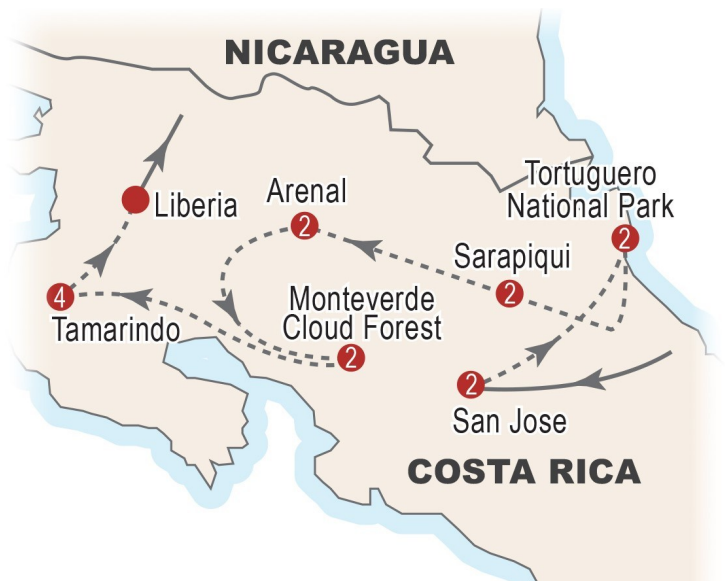 NICARAGUA
Tortuguero
National Park
2
Arenal
2
Liberia
Sarapiqui
2
4
Tamarindo
Monteverde
Cloud Forest
2
2
San Jose
COSTA RICA